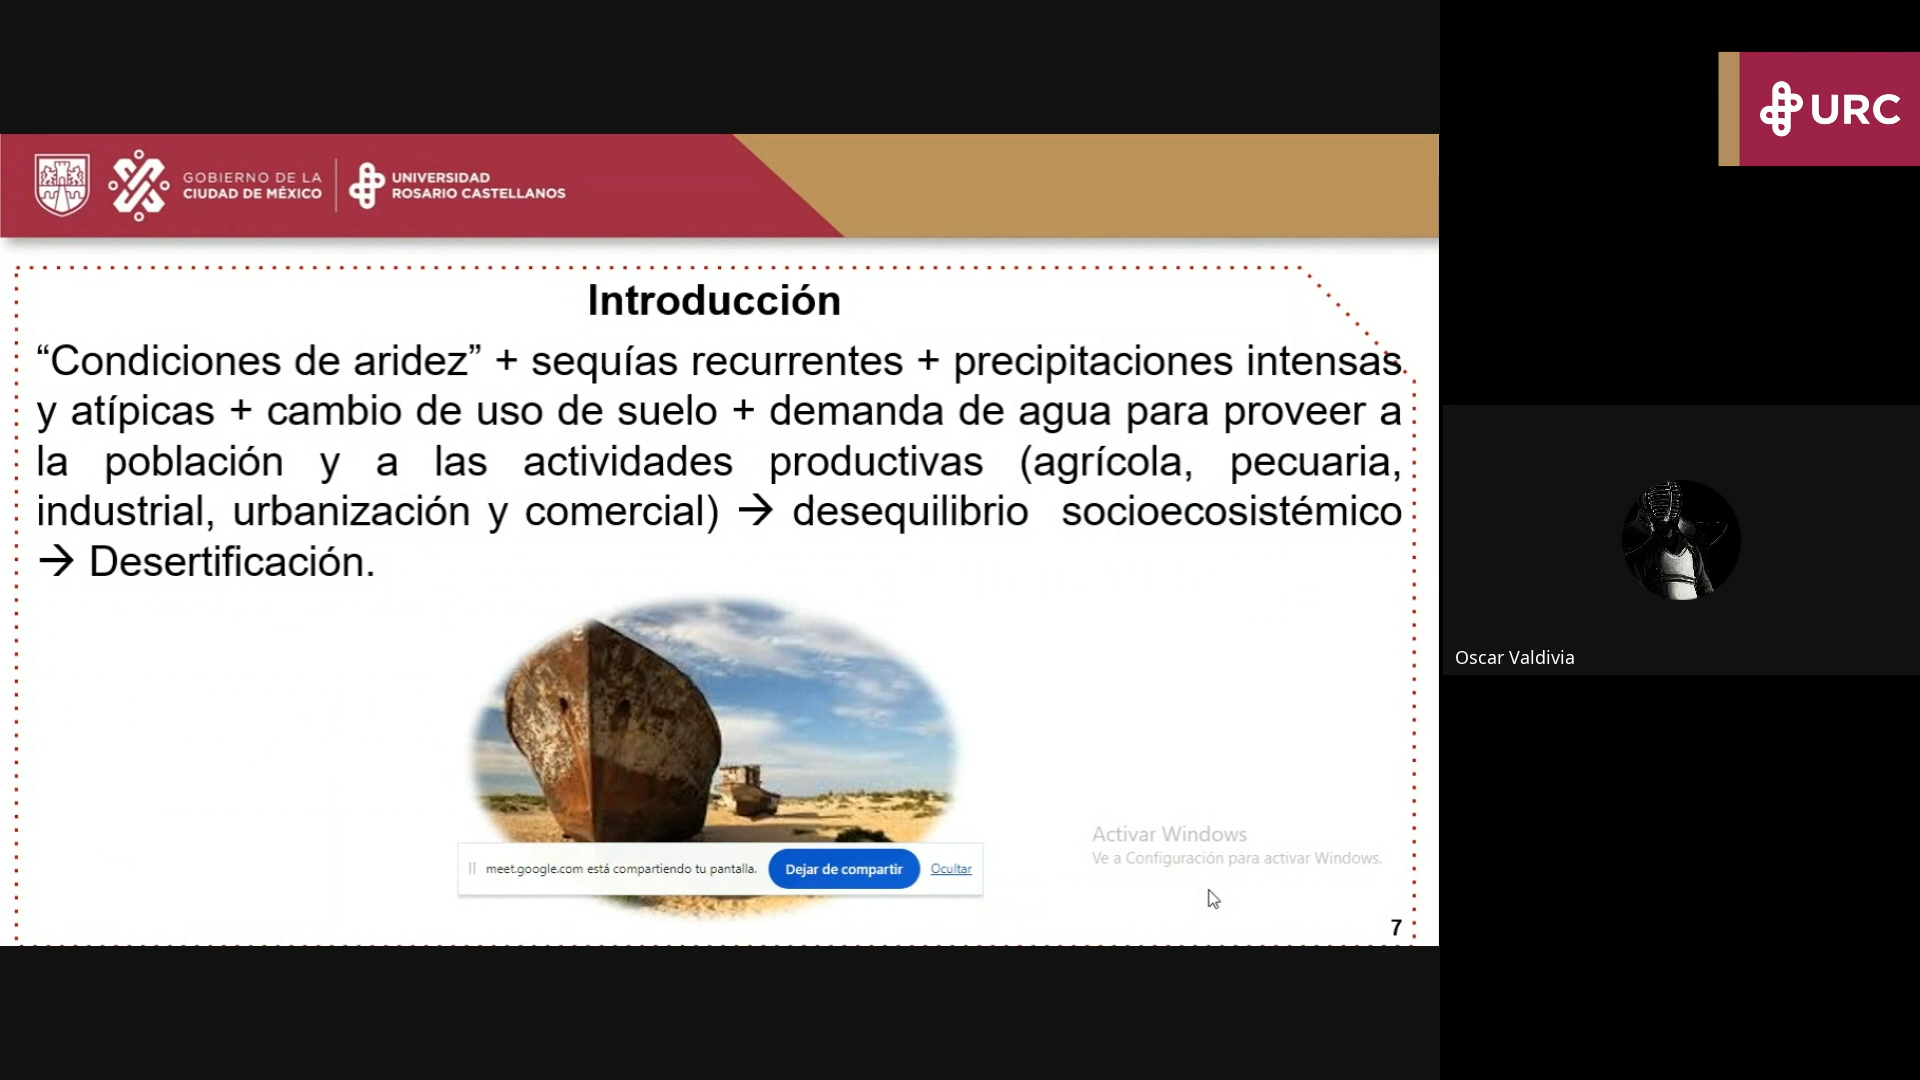 URC
GOBIERNO DE LA
CIUDAD DE MÉXICO
UNIVERSIDAD
ROSARIO CASTELLANOS
Introducción
“Condiciones de aridez” + sequías recurrentes + precipitaciones intensas
y atípicas + cambio de uso de suelo + demanda de agua para proveer a
la población y a las actividades productivas (agrícola, pecuaria,
industrial, urbanización y comercial) → desequilibrio socioecosistémico
→ Desertificación.
Oscar Valdivia
Activar Windows
Ve a Configuración para activar Windows.
meet.google.com está compartiendo tu pantalla. Dejar de compartir Ocultar
7